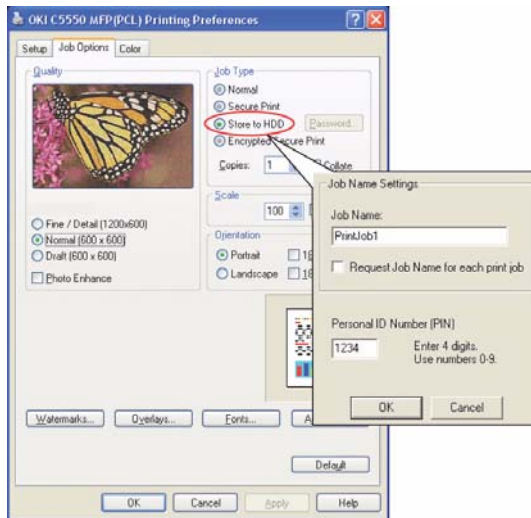 OKI C5550 MFP(PCL) Printing Preferences
Setup Job Options Color
Quality
Fine / Detail (1200x600)
Normal (600 x 600)
Draft (600 x 600)
Photo Enhance
Job Type
Normal
Secure Print
Store to HDD Password...
Encrypted Secure Print
Copies: 1 Collate
Scale
100
Orientation
Portrait
Landscape
Job Name Settings
Job Name:
PrintJob1
Request Job Name for each print job
Personal ID Number (PIN)
1234 Enter 4 digits.
Use numbers 0-9.
OK Cancel
Watermarks... Overlays... Fonts...
Default
OK Cancel Apply Help